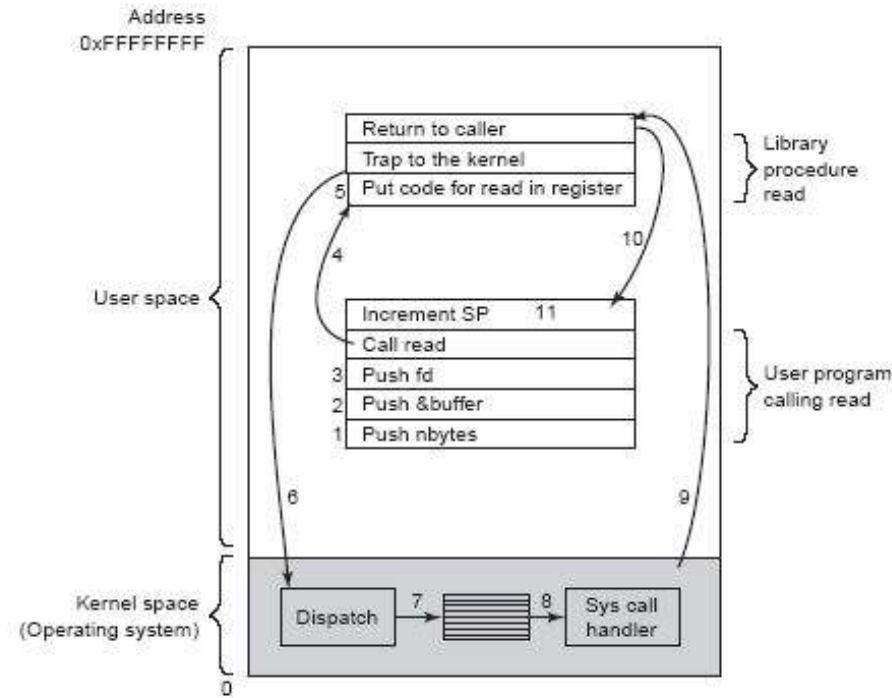 Address
0xFFFFFFFF
Return to caller
Trap to the kernel
5 Put code for read in register
Library
procedure
read
4
10
User space
Increment SP 11
Call read
3 Push fd
2 Push &buffer
1 Push nbytes
User program
calling read
6
9
Kernel space
(Operating system)
Dispatch
7
8
Sys call
handler
0